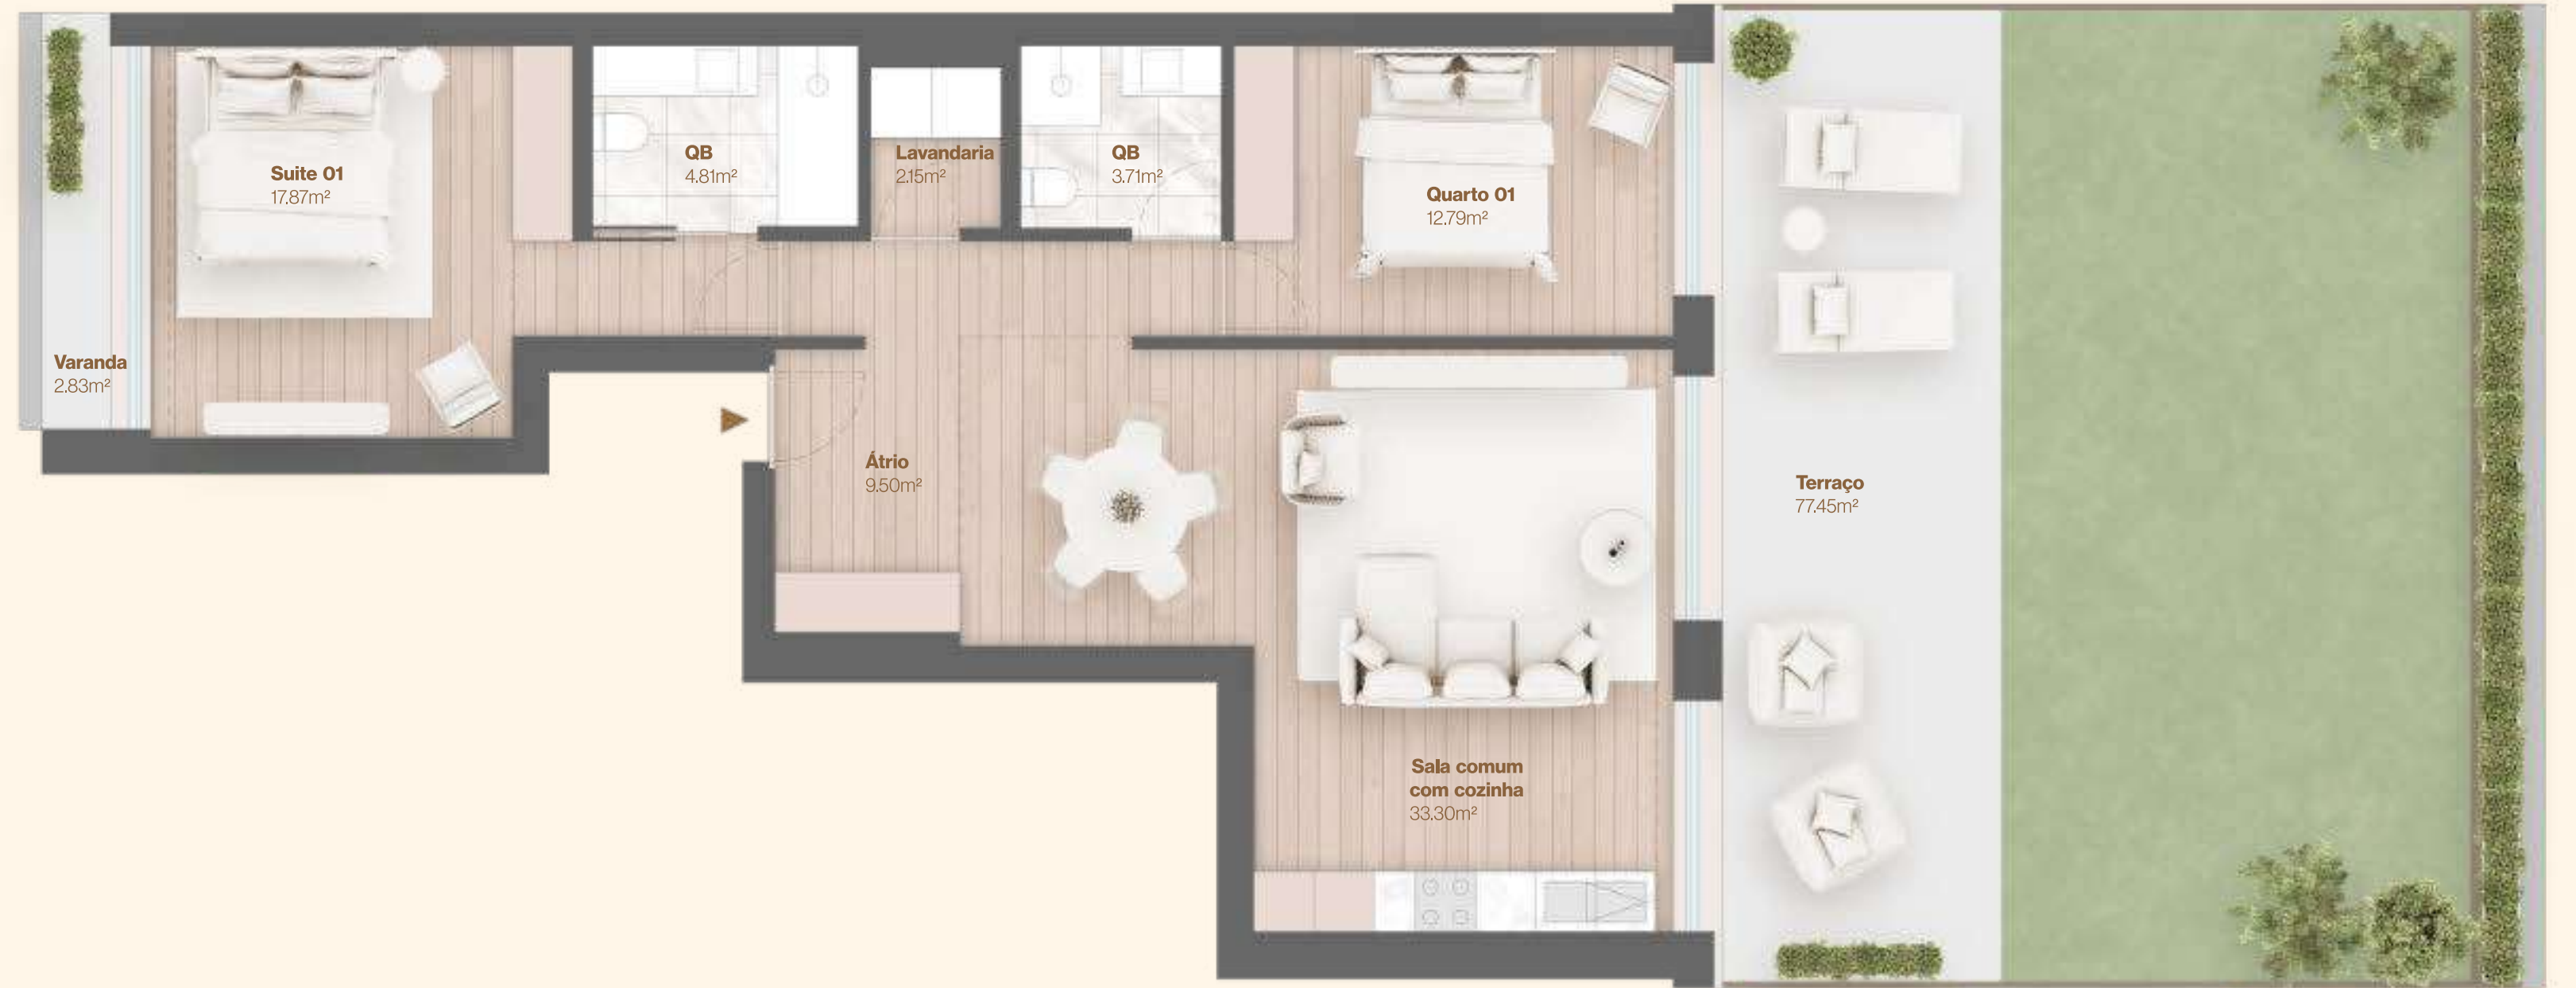 Suite 01
17.87m²
QB
4.81m²
Lavandaria
2.15m²
QB
3.71m²
Quarto 01
12.79m²
Varanda
2.83m²
Átrio
9.50m²
Terraço
77.45m²
Sala comum
com cozinha
33.30m²